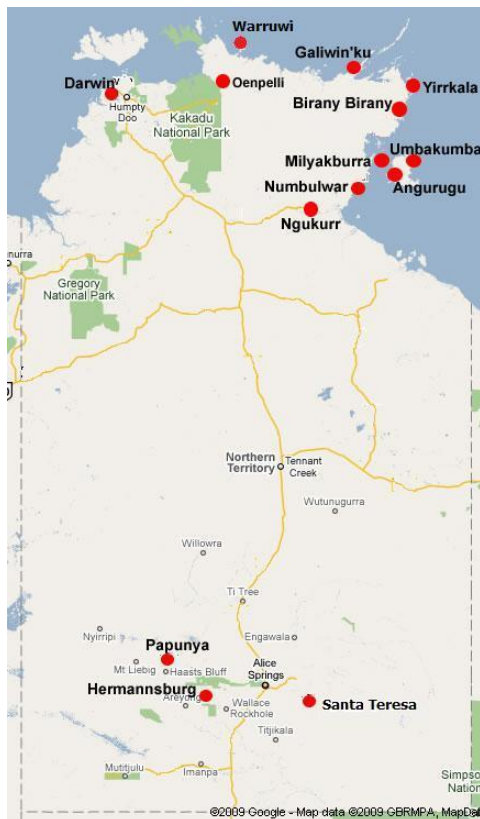 Warruwi
Galiwin'ku
Darwin
Oenpelli
Yirrkala
Humpty
Doo
Birany Birany
Kakadu
National Park
Milyakburra
Umbakumba
Numbulwar
Angurugu
Ngukurr
nunurra
Gregory
National Park
Northern
Territory
Tennant
Creek
Wutunugurra
Willowra
Ti Tree
Nyirripi
Engawala
Papunya
Mt Liebig
Haasts Bluff
Alice
Springs
Hermannsburg
Areyonga
Wallace
Rockhole
Santa Teresa
Titjikala
Mutitjulu
Imanpa
Simpso
Nation
©2009 Google - Map data ©2009 GBRMPA, MapDat